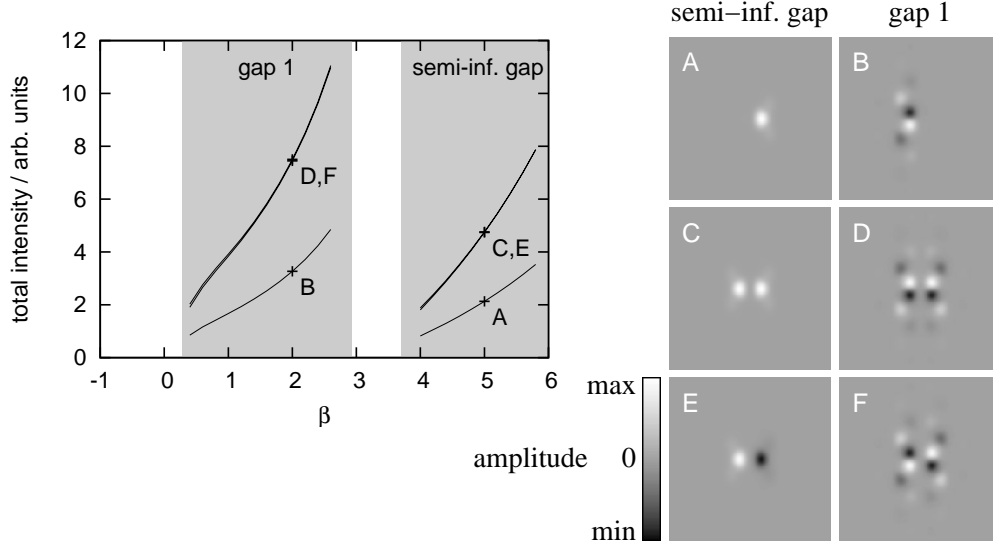 semi−inf. gap
gap 1
12
10
8
6
4
2
0
total intensity / arb. units
gap 1
semi-inf. gap
D,F
B
C,E
A
-1
0
1
2
3
4
5
6
β
A
B
C
D
E
F
max
amplitude
0
min